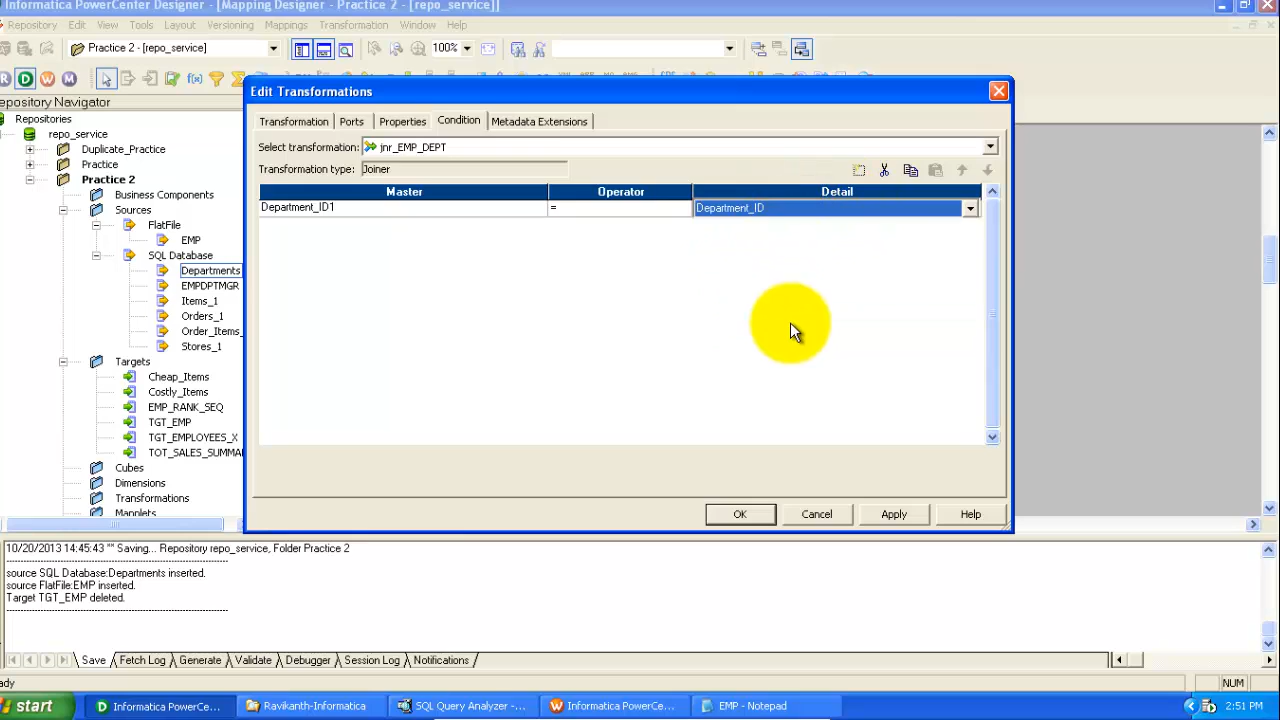 Informatica PowerCenter Designer - [Mapping Designer - Practice 2 - [repo_service]]
Repository Edit View Tools Layout Versioning Mappings Transformation Window Help
Practice 2 - [repo_service]
100%
R D W M
f(x) Σ
epository Navigator
Repositories
repo_service
Duplicate_Practice
Practice
Practice 2
Business Components
Sources
FlatFile
EMP
SQL Database
Departments
EMPDPTMGR
Items_1
Orders_1
Order_Items_
Stores_1
Targets
Cheap_Items
Costly_Items
EMP_RANK_SEQ
TGT_EMP
TGT_EMPLOYEES_X
TOT_SALES_SUMMA
Cubes
Dimensions
Transformations
Mapplets
Edit Transformations
Transformation Ports Properties Condition Metadata Extensions
Select transformation: jnr_EMP_DEPT
Transformation type: Joiner
Master Operator Detail
Department_ID1 = Department_ID
OK Cancel Apply Help
10/20/2013 14:45:43 ** Saving... Repository repo_service, Folder Practice 2
source SQL Database:Departments inserted.
source FlatFile:EMP inserted.
Target TGT_EMP deleted.
Save Fetch Log Generate Validate Debugger Session Log Notifications
ady NUM
start Informatica PowerCe... Ravikanth-Informatica SQL Query Analyzer -... Informatica PowerCe... EMP - Notepad 2:51 PM